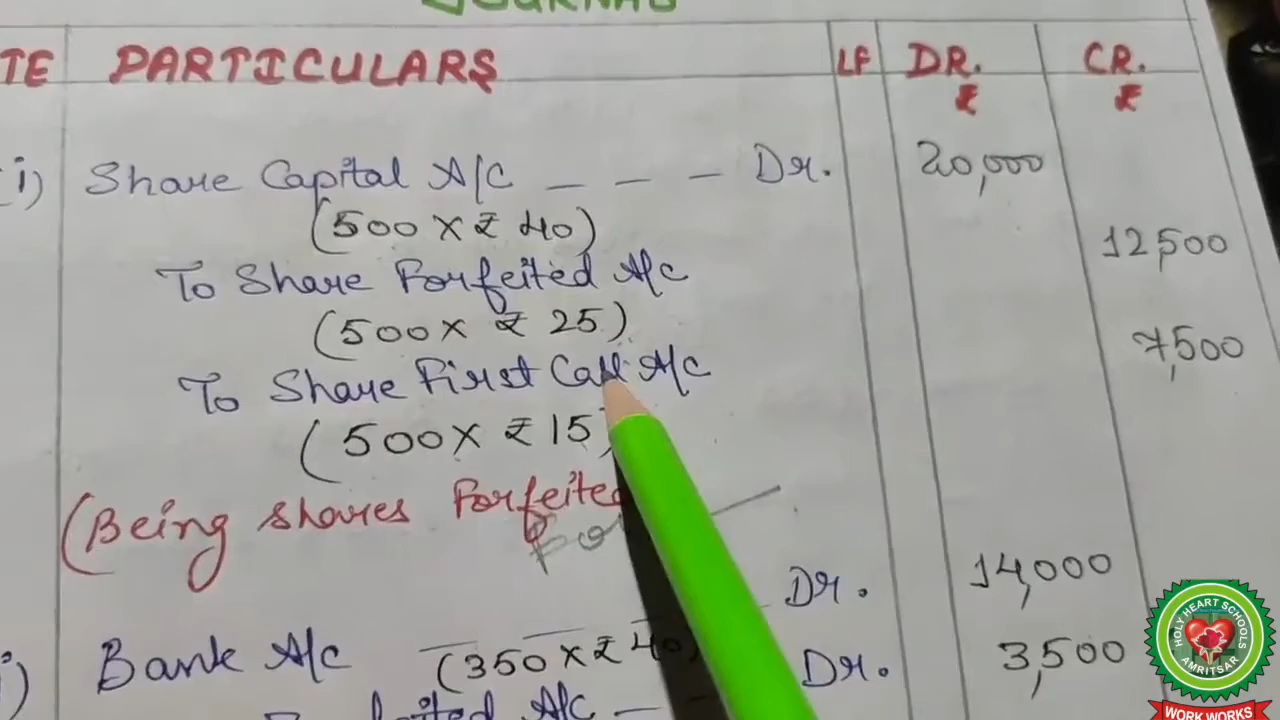 JOURNAL
TE PARTICULARS LF DR. CR.
₹ ₹
i) Share Capital A/c — — — Dr. 20,000
(500 X ₹ 40)
12,500
To Share Forfeited A/c
(500 X ₹ 25)
7,500
To Share First Call A/c
(500 X ₹ 15)
(Being shares Forfeited
For
Dr. 14,000
i) Bank A/c (350 X ₹ 40)
Dr. 3,500
A/c —
HOLY HEART SCHOOLS
AMRITSAR
WORK WORKS